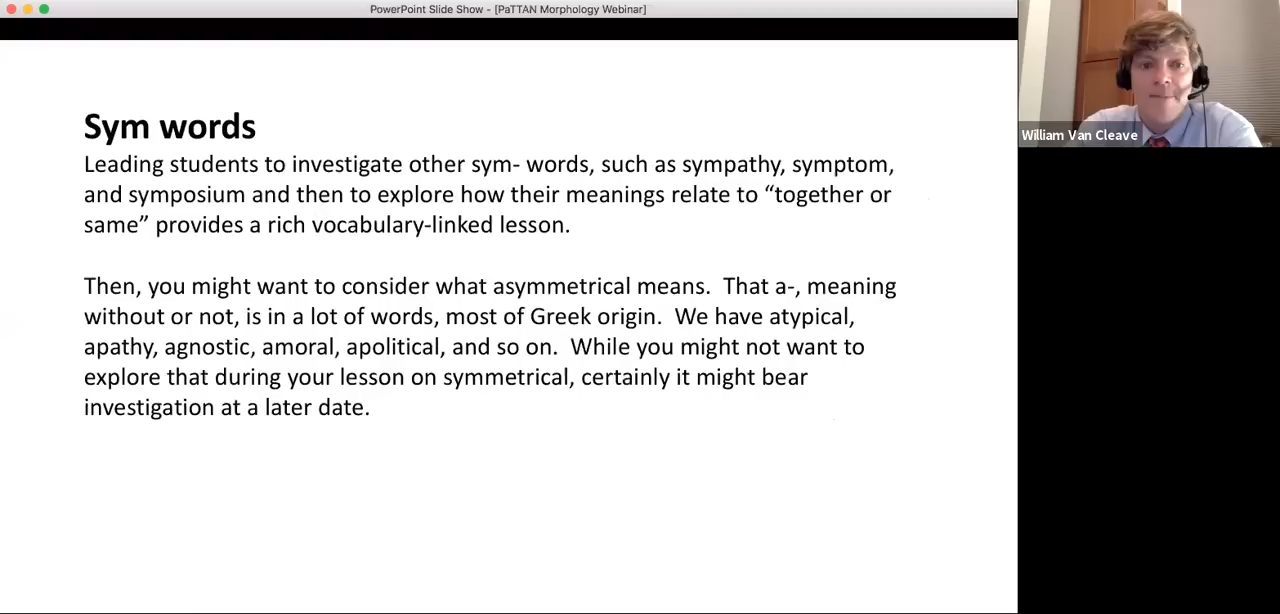 PowerPoint Slide Show - [PaTTAN Morphology Webinar]
William Van Cleave
Sym words
Leading students to investigate other sym- words, such as sympathy, symptom,
and symposium and then to explore how their meanings relate to “together or
same” provides a rich vocabulary-linked lesson.
Then, you might want to consider what asymmetrical means.  That a-, meaning
without or not, is in a lot of words, most of Greek origin.  We have atypical,
apathy, agnostic, amoral, apolitical, and so on.  While you might not want to
explore that during your lesson on symmetrical, certainly it might bear
investigation at a later date.